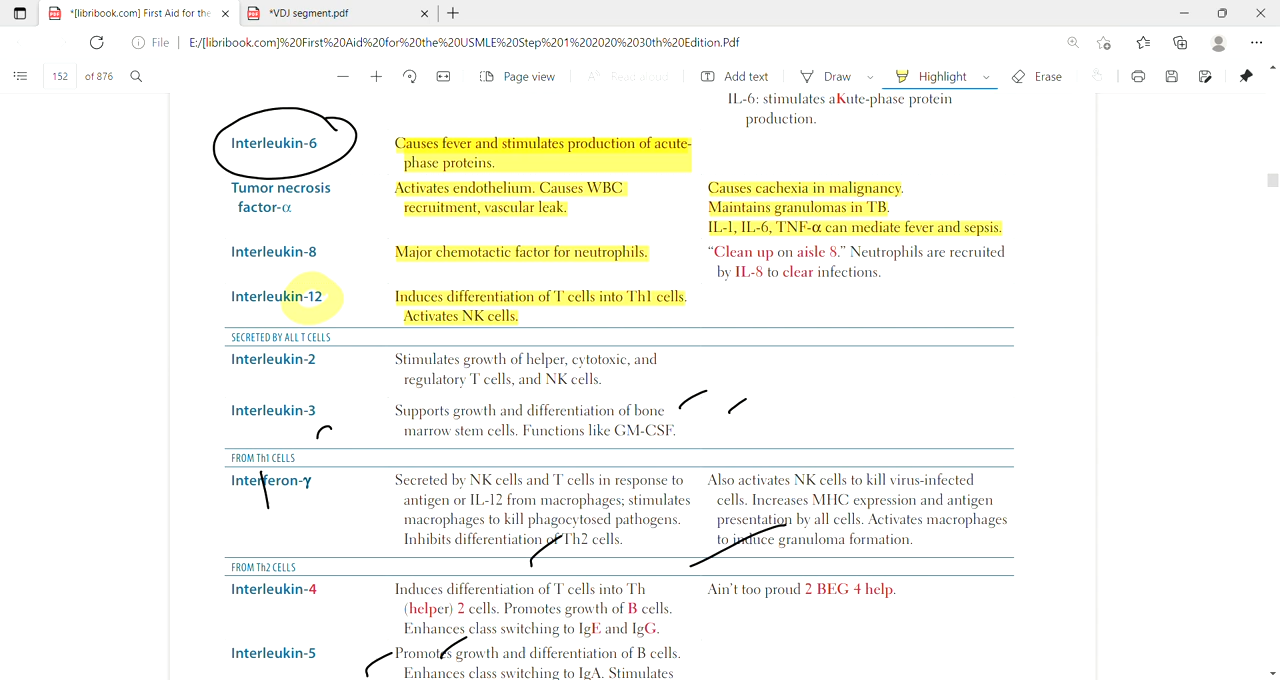 *[libribook.com] First Aid for the
*VDJ segment.pdf
File
E:/[libribook.com]%20First%20Aid%20for%20the%20USMLE%20Step%201%202020%2030th%20Edition.Pdf
152 of 876
Page view
Read aloud
Add text
Draw
Highlight
Erase
IL-6: stimulates aKute-phase protein
production.
Interleukin-6
Causes fever and stimulates production of acute-
phase proteins.
Tumor necrosis
factor-α
Activates endothelium. Causes WBC
recruitment, vascular leak.
Causes cachexia in malignancy.
Maintains granulomas in TB.
IL-1, IL-6, TNF-α can mediate fever and sepsis.
Interleukin-8
Major chemotactic factor for neutrophils.
“Clean up on aisle 8.” Neutrophils are recruited
by IL-8 to clear infections.
Interleukin-12
Induces differentiation of T cells into Th1 cells.
Activates NK cells.
SECRETED BY ALL T CELLS
Interleukin-2
Stimulates growth of helper, cytotoxic, and
regulatory T cells, and NK cells.
Interleukin-3
Supports growth and differentiation of bone
marrow stem cells. Functions like GM-CSF.
FROM Th1 CELLS
Interferon-γ
Secreted by NK cells and T cells in response to
antigen or IL-12 from macrophages; stimulates
macrophages to kill phagocytosed pathogens.
Inhibits differentiation of Th2 cells.
Also activates NK cells to kill virus-infected
cells. Increases MHC expression and antigen
presentation by all cells. Activates macrophages
to induce granuloma formation.
FROM Th2 CELLS
Interleukin-4
Induces differentiation of T cells into Th
(helper) 2 cells. Promotes growth of B cells.
Enhances class switching to IgE and IgG.
Ain’t too proud 2 BEG 4 help.
Interleukin-5
Promotes growth and differentiation of B cells.
Enhances class switching to IgA. Stimulates